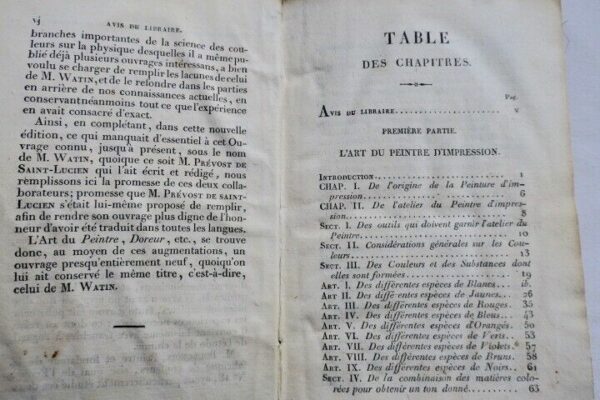 vj
AVIS DU LIBRAIRE.
branches importantes de la science des cou-
leurs sur la physique desquelles il a même pu-
blié déjà plusieurs ouvrages intéressans, a bien
voulu se charger de remplir les lacunes de celui
de M. WATIN, et de le refondre dans les parties
en arrière de nos connaissances actuelles, en
conservant néanmoins tout ce que l'expérience
en avait consacré d'exact.
Ainsi, en complétant, dans cette nouvelle
édition, ce qui manquait d'essentiel à cet Ou-
vrage connu, jusqu'à présent, sous le nom
de M. WATIN, quoique ce soit M. PRÉVOST DE
SAINT-LUCIEN qui l'ait écrit et rédigé, nous
remplissons ici la promesse de ces deux colla-
borateurs; promesse que M. PRÉVOST DE SAINT-
LUCIEN s'était lui-même proposé de remplir,
afin de rendre son ouvrage plus digne de l'hon-
neur d'avoir été traduit dans toutes les langues.
L'Art du Peintre, Doreur, etc., se trouve
donc, au moyen de ces augmentations, un
ouvrage presqu'entièrement neuf, quoiqu'on
lui ait conservé le même titre, c'est-à-dire,
celui de M. WATIN.
TABLE
DES CHAPITRES.
Pag.
AVIS DU LIBRAIRE. v
PREMIÈRE PARTIE.
L'ART DU PEINTRE D'IMPRESSION.
INTRODUCTION 1
CHAP. I. De l'origine de la Peinture d'im-
pression. 6
CHAP. II. De l'atelier du Peintre d'impres-
sion. 8
SECT. I. Des outils qui doivent garnir l'atelier du
Peintre. 10
SECT. II. Considérations générales sur les Cou-
leurs. 13
SECT. III. Des Couleurs et des Substances dont
elles sont formées 19
ART. I. Des différentes espèces de Blancs ib.
ART II. Des différentes espèces de Jaunes 26
ART. III. Des différentes espèces de Rouges. 35
ART. IV. Des différentes espèces de Bleus. 43
ART. V. Des différentes espèces d'Orangés. 50
ART. VI. Des différentes espèces de Verts 53
ART. VII. Des différentes espèces de Violets 57
ART. VIII. Des différentes espèces de Bruns 58
ART. IX. Des différentes espèces de Noirs 61
SECT. IV. De la combinaison des matières colo-
rées pour obtenir un ton donné. 63